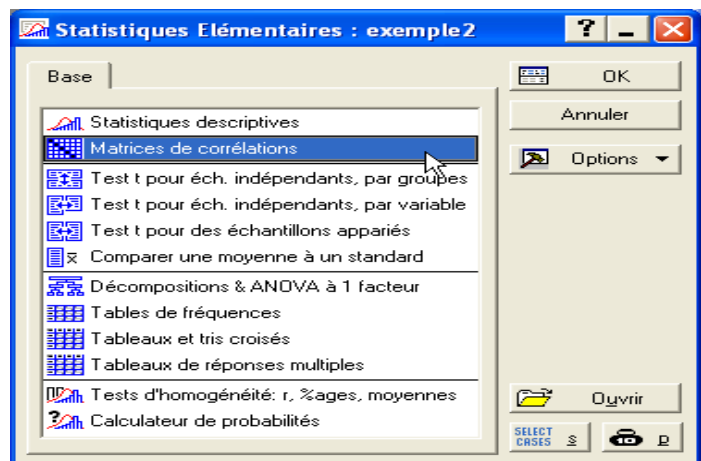 Statistiques Elémentaires : exemple2
Base
Statistiques descriptives
Matrices de corrélations
Test t pour éch. indépendants, par groupes
Test t pour éch. indépendants, par variable
Test t pour des échantillons appariés
Comparer une moyenne à un standard
Décompositions & ANOVA à 1 facteur
Tables de fréquences
Tableaux et tris croisés
Tableaux de réponses multiples
Tests d'homogénéité: r, %ages, moyennes
Calculateur de probabilités
OK
Annuler
Options
Ouvrir
SELECT CASES S
D